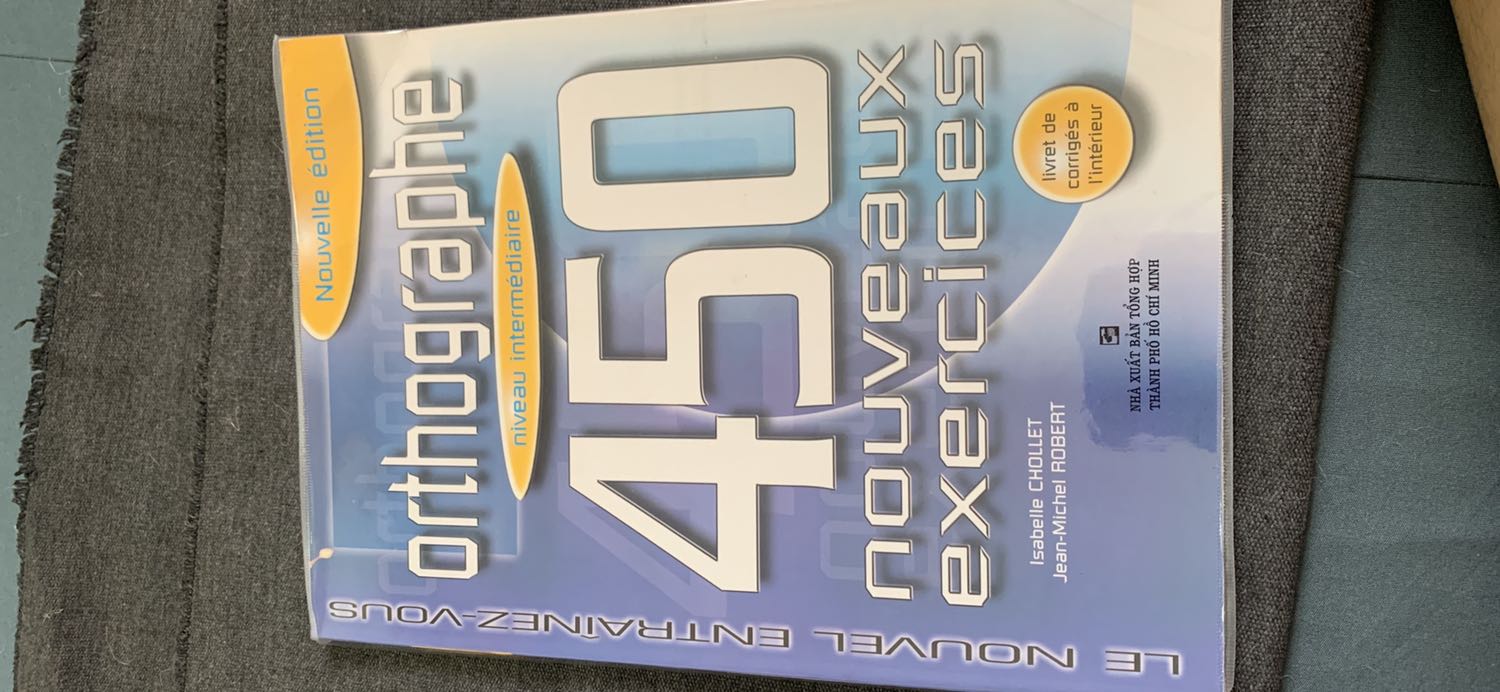 Nouvelle édition
orthographe
niveau intermédiaire
450
nouveaux
exercices
livret de
corrigés à
l'intérieur
Isabelle CHOLLET
Jean-Michel ROBERT
NHÀ XUẤT BẢN TỔNG HỢP
THÀNH PHỐ HỒ CHÍ MINH
LE NOUVEL ENTRAÎNEZ-VOUS